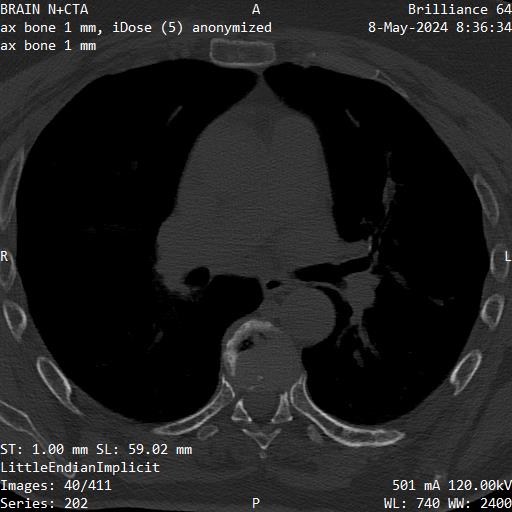 BRAIN N+CTA A Brilliance 64
ax bone 1 mm, iDose (5) anonymized 8-May-2024 8:36:34
ax bone 1 mm
R L
ST: 1.00 mm SL: 59.02 mm
LittleEndianImplicit
Images: 40/411 501 mA 120.00kV
Series: 202 P WL: 740 WW: 2400